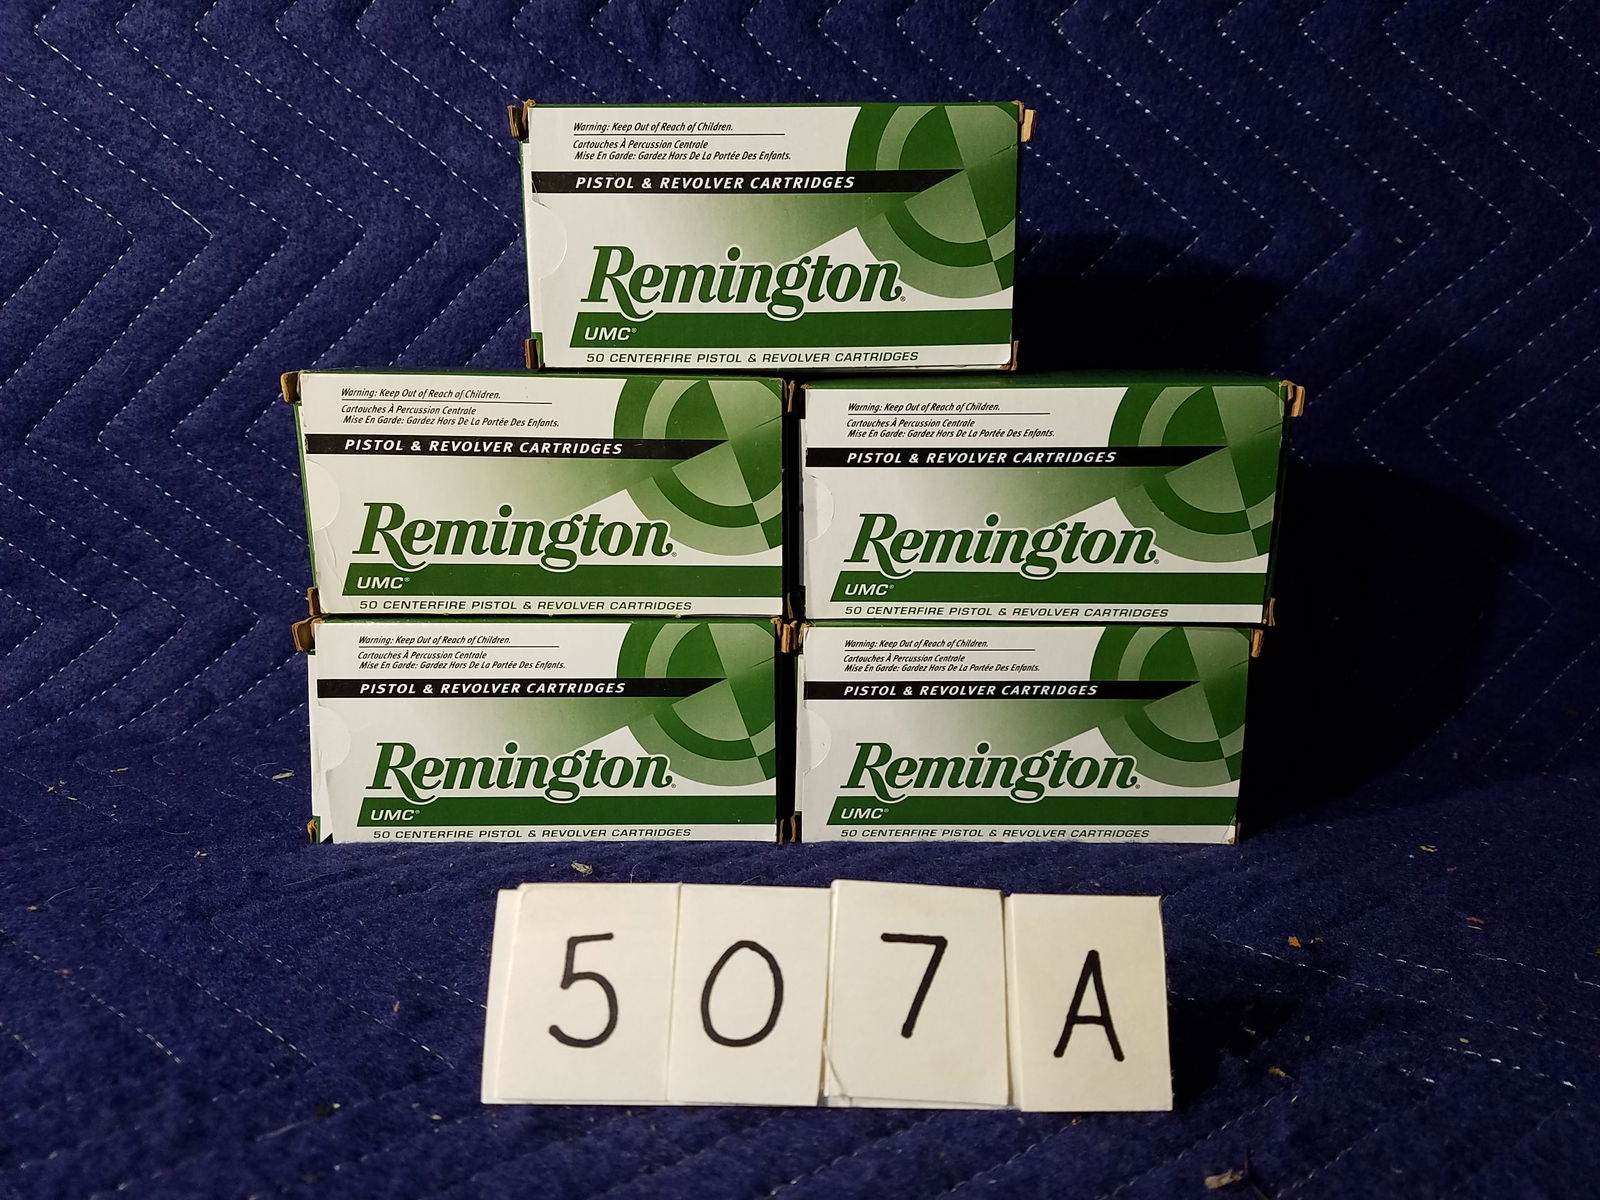 Warning: Keep Out of Reach of Children.
Cartouches À Percussion Centrale
Mise En Garde: Gardez Hors De La Portée Des Enfants.
PISTOL & REVOLVER CARTRIDGES
Remington®
UMC®
50 CENTERFIRE PISTOL & REVOLVER CARTRIDGES
Warning: Keep Out of Reach of Children.
Cartouches À Percussion Centrale
Mise En Garde: Gardez Hors De La Portée Des Enfants.
PISTOL & REVOLVER CARTRIDGES
Remington®
UMC®
50 CENTERFIRE PISTOL & REVOLVER CARTRIDGES
Warning: Keep Out of Reach of Children.
Cartouches À Percussion Centrale
Mise En Garde: Gardez Hors De La Portée Des Enfants.
PISTOL & REVOLVER CARTRIDGES
Remington®
UMC®
50 CENTERFIRE PISTOL & REVOLVER CARTRIDGES
Warning: Keep Out of Reach of Children.
Cartouches À Percussion Centrale
Mise En Garde: Gardez Hors De La Portée Des Enfants.
PISTOL & REVOLVER CARTRIDGES
Remington®
UMC®
50 CENTERFIRE PISTOL & REVOLVER CARTRIDGES
Warning: Keep Out of Reach of Children.
Cartouches À Percussion Centrale
Mise En Garde: Gardez Hors De La Portée Des Enfants.
PISTOL & REVOLVER CARTRIDGES
Remington®
UMC®
50 CENTERFIRE PISTOL & REVOLVER CARTRIDGES
507A